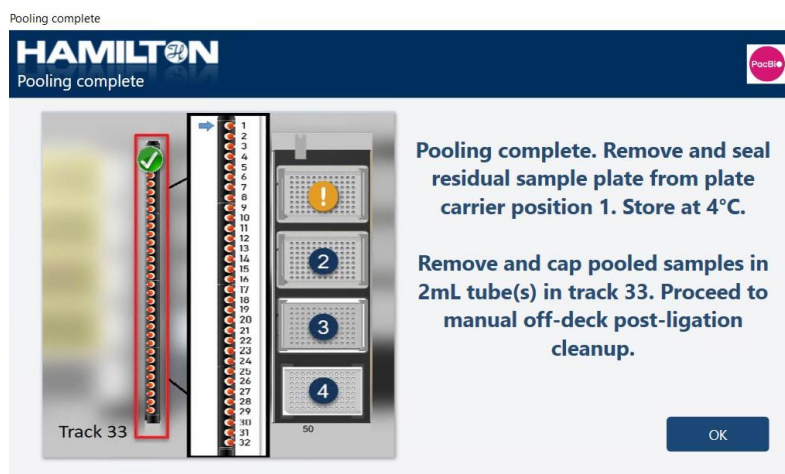 Pooling complete
HAMILTON
Pooling complete
PacBio
1
2
3
4
5
6
7
8
9
10
11
12
13
14
15
16
17
18
19
20
21
22
23
24
25
26
27
28
29
30
31
32
Track 33
!
2
3
4
50
Pooling complete. Remove and seal
residual sample plate from plate
carrier position 1. Store at 4°C.
Remove and cap pooled samples in
2mL tube(s) in track 33. Proceed to
manual off-deck post-ligation
cleanup.
OK